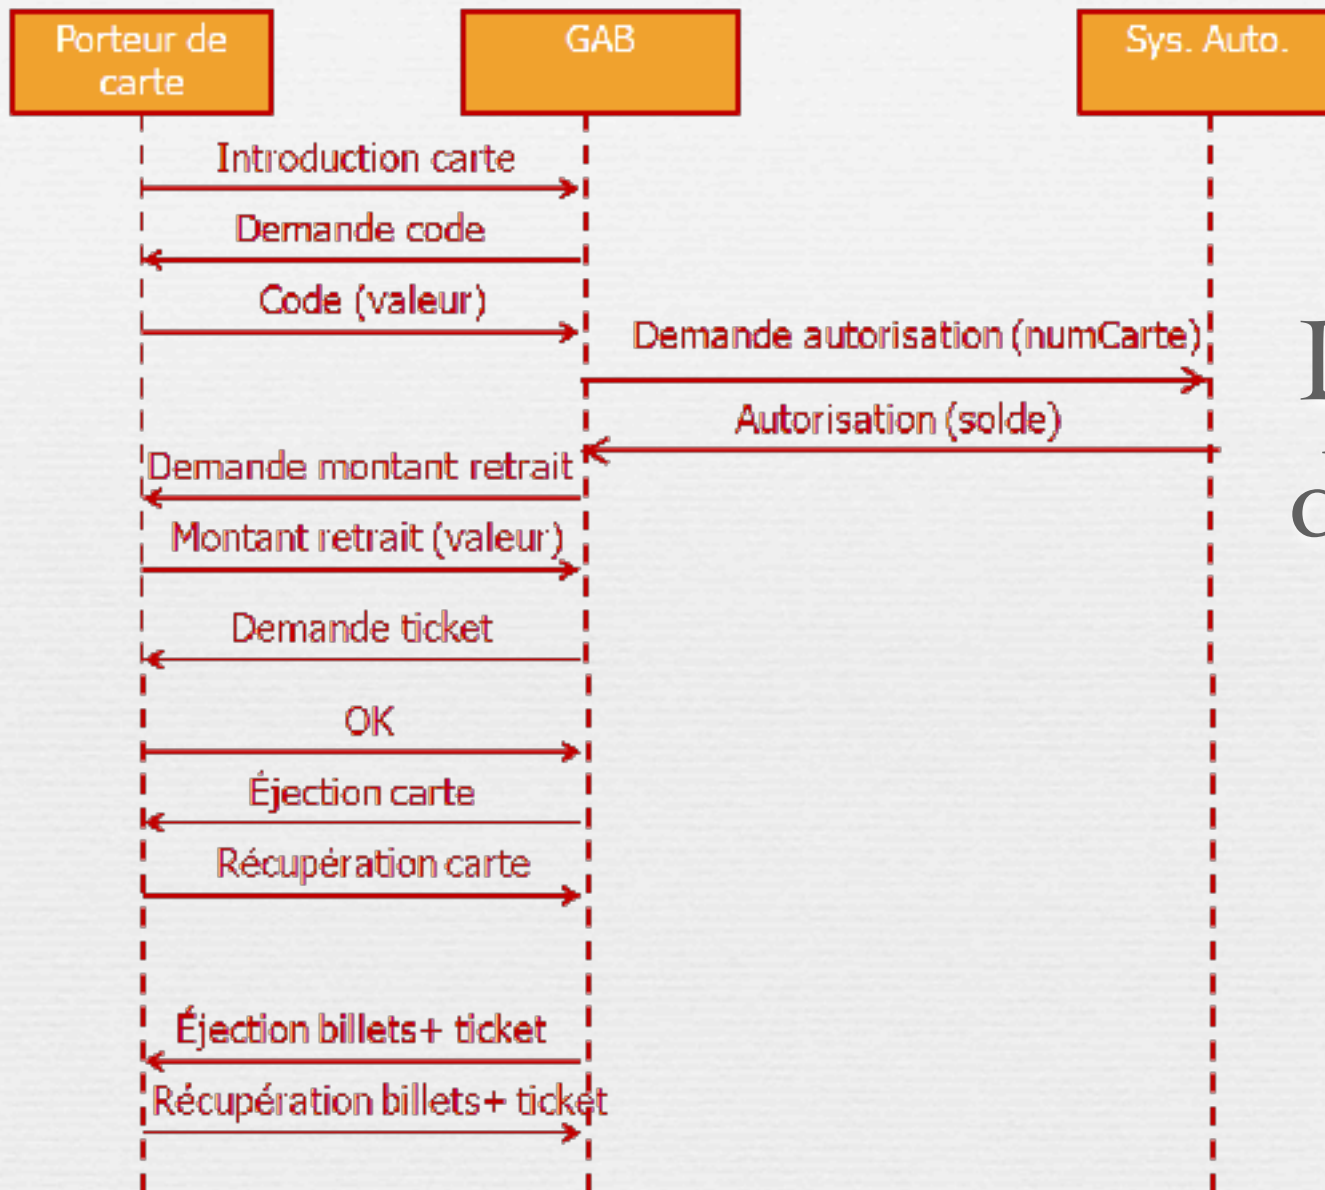 Porteur de
carte
GAB
Sys. Auto.
Introduction carte
Demande code
Code (valeur)
Demande autorisation (numCarte)
Autorisation (solde)
Demande montant retrait
Montant retrait (valeur)
Demande ticket
OK
Éjection carte
Récupération carte
Éjection billets+ ticket
Récupération billets+ ticket